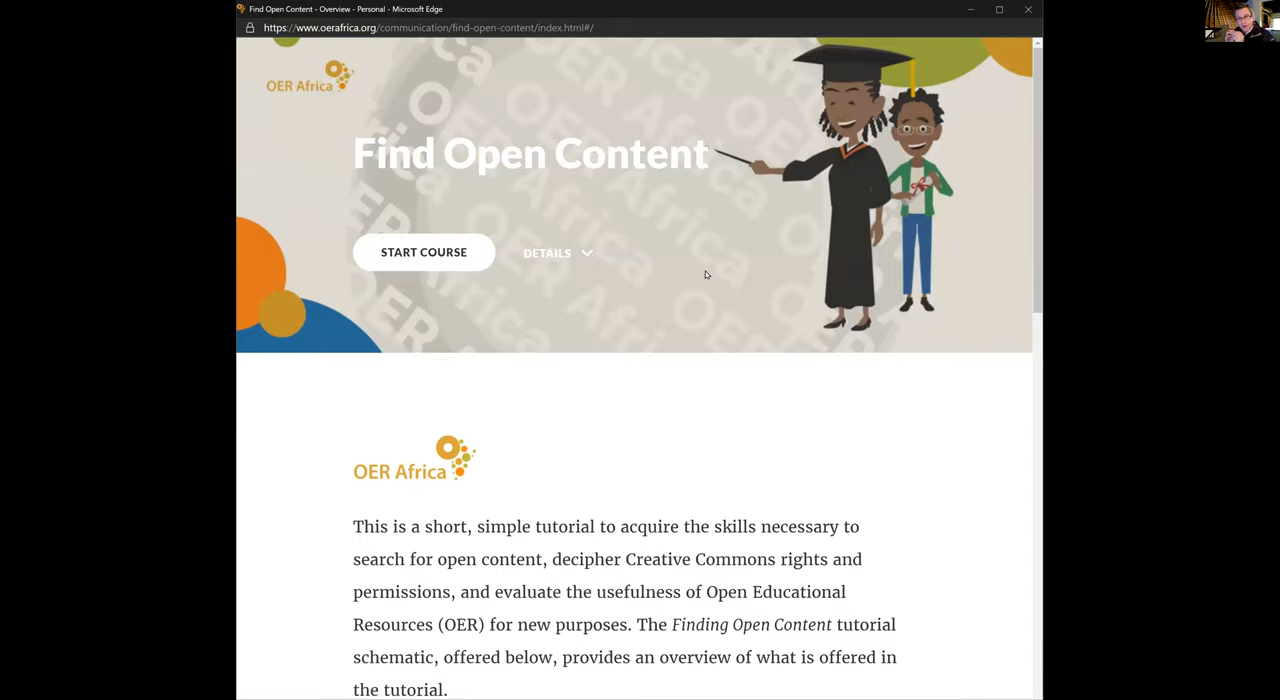 Find Open Content - Overview - Personal - Microsoft Edge
https://www.oerafrica.org/communication/find-open-content/index.html#/
OER Africa
Find Open Content
START COURSE
DETAILS
OER Africa
This is a short, simple tutorial to acquire the skills necessary to
search for open content, decipher Creative Commons rights and
permissions, and evaluate the usefulness of Open Educational
Resources (OER) for new purposes. The Finding Open Content tutorial
schematic, offered below, provides an overview of what is offered in
the tutorial.